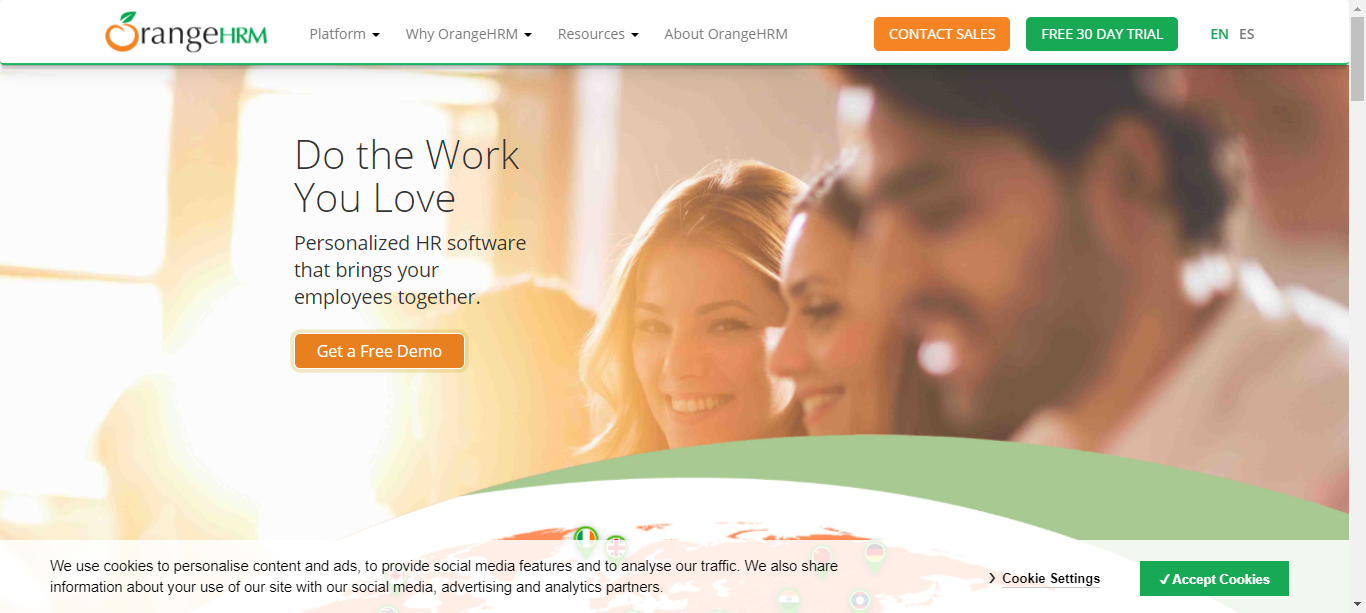 OrangeHRM Platform Why OrangeHRM Resources About OrangeHRM CONTACT SALES FREE 30 DAY TRIAL EN ES
Do the Work
You Love
Personalized HR software
that brings your
employees together.
Get a Free Demo
We use cookies to personalise content and ads, to provide social media features and to analyse our traffic. We also share
information about your use of our site with our social media, advertising and analytics partners.
Cookie Settings
Accept Cookies